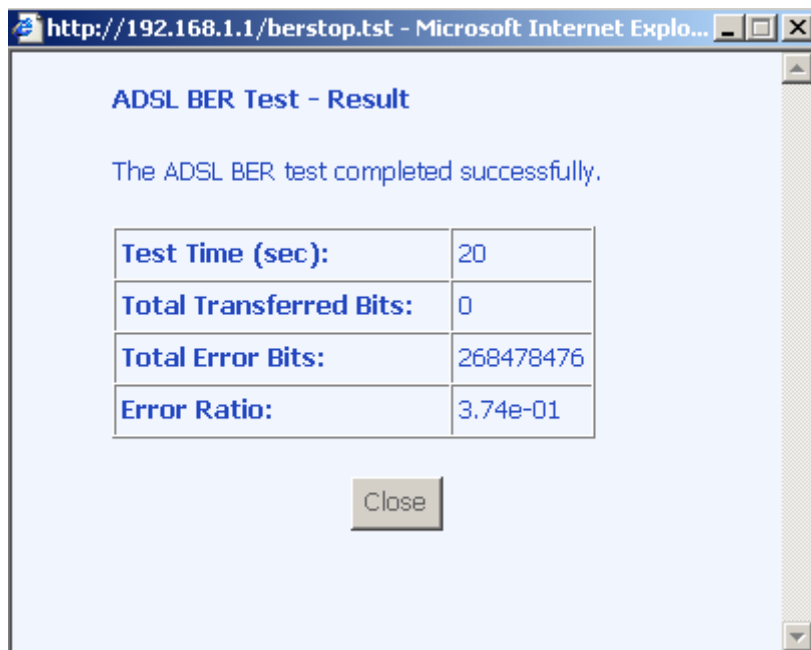 http://192.168.1.1/berstop.tst - Microsoft Internet Explo...
ADSL BER Test - Result
The ADSL BER test completed successfully.
Test Time (sec): 20
Total Transferred Bits: 0
Total Error Bits: 268478476
Error Ratio: 3.74e-01
Close